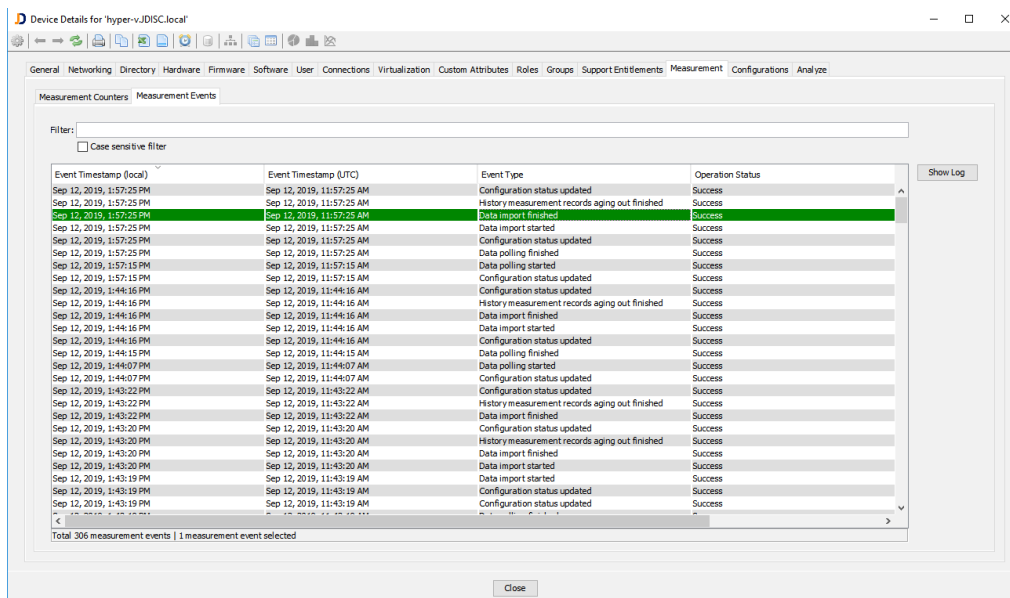 Device Details for 'hyper-v.JDISC.local'
General Networking Directory Hardware Firmware Software User Connections Virtualization Custom Attributes Roles Groups Support Entitlements Measurement Configurations Analyze
Measurement Counters Measurement Events
Filter:
Case sensitive filter
Event Timestamp (local) Event Timestamp (UTC) Event Type Operation Status
Show Log
Sep 12, 2019, 1:57:25 PM Sep 12, 2019, 11:57:25 AM Configuration status updated Success
Sep 12, 2019, 1:57:25 PM Sep 12, 2019, 11:57:25 AM History measurement records aging out finished Success
Sep 12, 2019, 1:57:25 PM Sep 12, 2019, 11:57:25 AM Data import finished Success
Sep 12, 2019, 1:57:25 PM Sep 12, 2019, 11:57:25 AM Data import started Success
Sep 12, 2019, 1:57:25 PM Sep 12, 2019, 11:57:25 AM Configuration status updated Success
Sep 12, 2019, 1:57:25 PM Sep 12, 2019, 11:57:25 AM Data polling finished Success
Sep 12, 2019, 1:57:15 PM Sep 12, 2019, 11:57:15 AM Data polling started Success
Sep 12, 2019, 1:57:15 PM Sep 12, 2019, 11:57:15 AM Configuration status updated Success
Sep 12, 2019, 1:44:16 PM Sep 12, 2019, 11:44:16 AM Configuration status updated Success
Sep 12, 2019, 1:44:16 PM Sep 12, 2019, 11:44:16 AM History measurement records aging out finished Success
Sep 12, 2019, 1:44:16 PM Sep 12, 2019, 11:44:16 AM Data import finished Success
Sep 12, 2019, 1:44:16 PM Sep 12, 2019, 11:44:16 AM Data import started Success
Sep 12, 2019, 1:44:16 PM Sep 12, 2019, 11:44:16 AM Configuration status updated Success
Sep 12, 2019, 1:44:15 PM Sep 12, 2019, 11:44:15 AM Data polling finished Success
Sep 12, 2019, 1:44:07 PM Sep 12, 2019, 11:44:07 AM Data polling started Success
Sep 12, 2019, 1:44:07 PM Sep 12, 2019, 11:44:07 AM Configuration status updated Success
Sep 12, 2019, 1:43:22 PM Sep 12, 2019, 11:43:22 AM Configuration status updated Success
Sep 12, 2019, 1:43:22 PM Sep 12, 2019, 11:43:22 AM History measurement records aging out finished Success
Sep 12, 2019, 1:43:22 PM Sep 12, 2019, 11:43:22 AM Data import finished Success
Sep 12, 2019, 1:43:20 PM Sep 12, 2019, 11:43:20 AM Configuration status updated Success
Sep 12, 2019, 1:43:20 PM Sep 12, 2019, 11:43:20 AM History measurement records aging out finished Success
Sep 12, 2019, 1:43:20 PM Sep 12, 2019, 11:43:20 AM Data import finished Success
Sep 12, 2019, 1:43:20 PM Sep 12, 2019, 11:43:20 AM Data import started Success
Sep 12, 2019, 1:43:19 PM Sep 12, 2019, 11:43:19 AM Data import started Success
Sep 12, 2019, 1:43:19 PM Sep 12, 2019, 11:43:19 AM Configuration status updated Success
Sep 12, 2019, 1:43:19 PM Sep 12, 2019, 11:43:19 AM Configuration status updated Success
Total 306 measurement events | 1 measurement event selected
Close